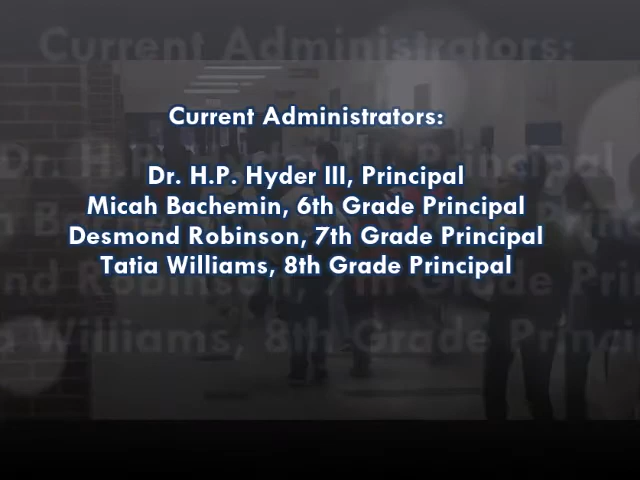 Current Administrators:
Dr. H.P. Hyder III, Principal
Micah Bachemin, 6th Grade Principal
Desmond Robinson, 7th Grade Principal
Tatia Williams, 8th Grade Principal